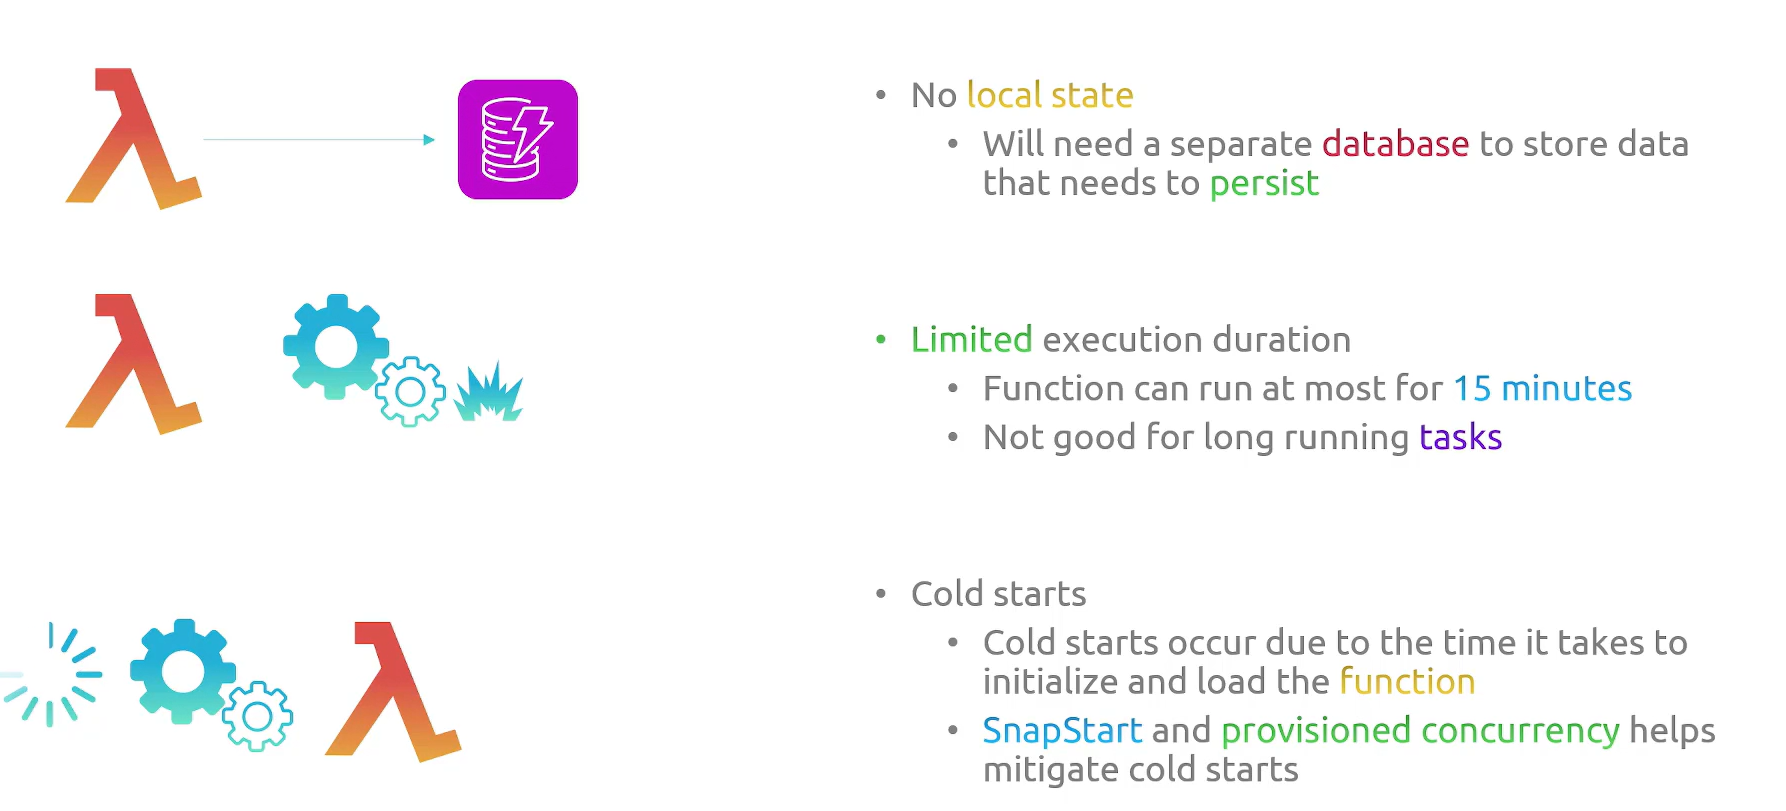 • No local state
• Will need a separate database to store data
that needs to persist
• Limited execution duration
• Function can run at most for 15 minutes
• Not good for long running tasks
• Cold starts
• Cold starts occur due to the time it takes to
initialize and load the function
• SnapStart and provisioned concurrency helps
mitigate cold starts